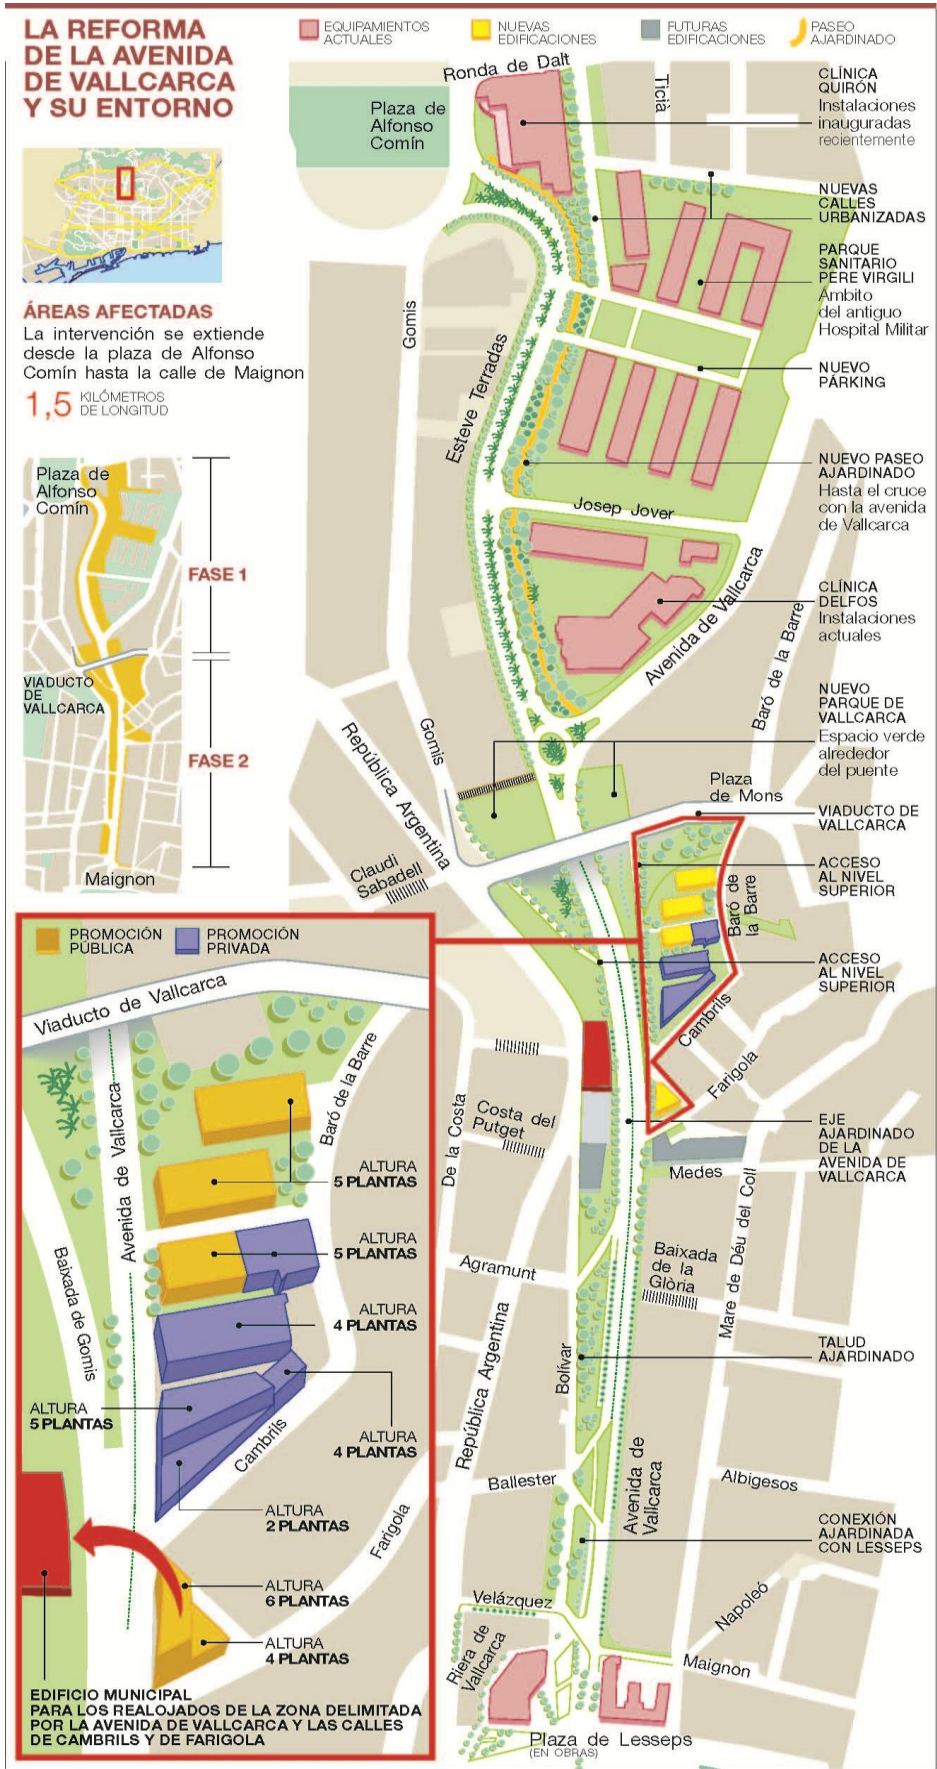 LA REFORMA
DE LA AVENIDA
DE VALLCARCA
Y SU ENTORNO
EQUIPAMIENTOS
ACTUALES
NUEVAS
EDIFICACIONES
FUTURAS
EDIFICACIONES
PASEO
AJARDINADO
ÁREAS AFECTADAS
La intervención se extiende
desde la plaza de Alfonso
Comín hasta la calle de Maignon
1,5 KILÓMETROS
DE LONGITUD
Plaza de
Alfonso
Comín
FASE 1
VIADUCTO
DE
VALLCARCA
FASE 2
Maignon
Ronda de Dalt
Plaza de
Alfonso
Comín
Ticià
CLÍNICA
QUIRÓN
Instalaciones
inauguradas
recientemente
NUEVAS
CALLES
URBANIZADAS
PARQUE
SANITARIO
PERE VIRGILI
Ámbito
del antiguo
Hospital Militar
Gomis
Esteve Terradas
NUEVO
PÁRKING
NUEVO PASEO
AJARDINADO
Hasta el cruce
con la avenida
de Vallcarca
Josep Jover
Avenida de Vallcarca
CLÍNICA
DELFOS
Instalaciones
actuales
Baró de la Barre
NUEVO
PARQUE DE
VALLCARCA
Espacio verde
alrededor
del puente
Gomis
República Argentina
Plaza
de Mons
VIADUCTO DE
VALLCARCA
Claudi
Sabadell
ACCESO
AL NIVEL
SUPERIOR
Baró de
la Barre
ACCESO
AL NIVEL
SUPERIOR
Cambrils
Farigola
De la Costa
Costa del
Putget
EJE
AJARDINADO
DE LA
AVENIDA DE
VALLCARCA
Medes
Mare de Déu del Coll
Agramunt
Baixada
de la
Glòria
República Argentina
Bolívar
TALUD
AJARDINADO
Ballester
Avenida de
Vallcarca
Albigesos
CONEXIÓN
AJARDINADA
CON LESSEPS
Velázquez
Napoleó
Riera de
Vallcarca
Maignon
Plaza de Lesseps
(EN OBRAS)
PROMOCIÓN
PÚBLICA
PROMOCIÓN
PRIVADA
Viaducto de Vallcarca
Avenida de Vallcarca
Baró de la Barre
ALTURA
5 PLANTAS
ALTURA
5 PLANTAS
Baixada de Gomis
ALTURA
4 PLANTAS
ALTURA
5 PLANTAS
ALTURA
4 PLANTAS
Cambrils
ALTURA
2 PLANTAS
Farigola
ALTURA
6 PLANTAS
ALTURA
4 PLANTAS
EDIFICIO MUNICIPAL
PARA LOS REALOJADOS DE LA ZONA DELIMITADA
POR LA AVENIDA DE VALLCARCA Y LAS CALLES
DE CAMBRILS Y DE FARIGOLA